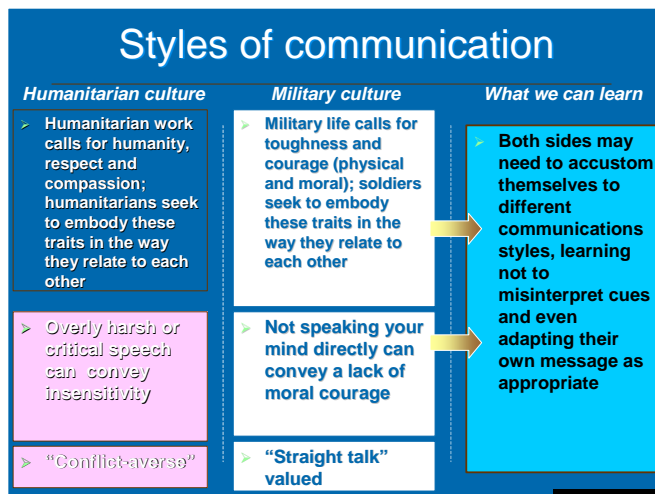 Styles of communication
Humanitarian culture
Military culture
What we can learn
Humanitarian work
calls for humanity,
respect and
compassion;
humanitarians seek
to embody these
traits in the way
they relate to each
other
Overly harsh or
critical speech
can convey
insensitivity
"Conflict-averse"
Military life calls for
toughness and
courage (physical
and moral); soldiers
seek to embody
these traits in the
way they relate to
each other
Not speaking your
mind directly can
convey a lack of
moral courage
"Straight talk"
valued
Both sides may
need to accustom
themselves to
different
communications
styles, learning
not to
misinterpret cues
and even
adapting their
own message as
appropriate